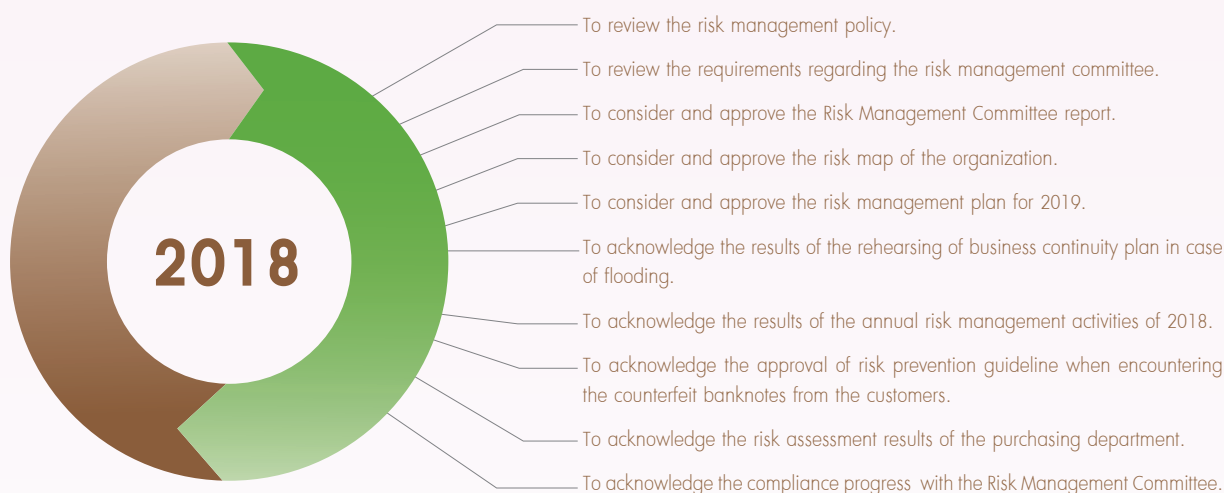 To review the risk management policy.
To review the requirements regarding the risk management committee.
To consider and approve the Risk Management Committee report.
To consider and approve the risk map of the organization.
To consider and approve the risk management plan for 2019.
2018
To acknowledge the results of the rehearsing of business continuity plan in case
of flooding.
To acknowledge the results of the annual risk management activities of 2018.
To acknowledge the approval of risk prevention guideline when encountering
the counterfeit banknotes from the customers.
To acknowledge the risk assessment results of the purchasing department.
To acknowledge the compliance progress with the Risk Management Committee.